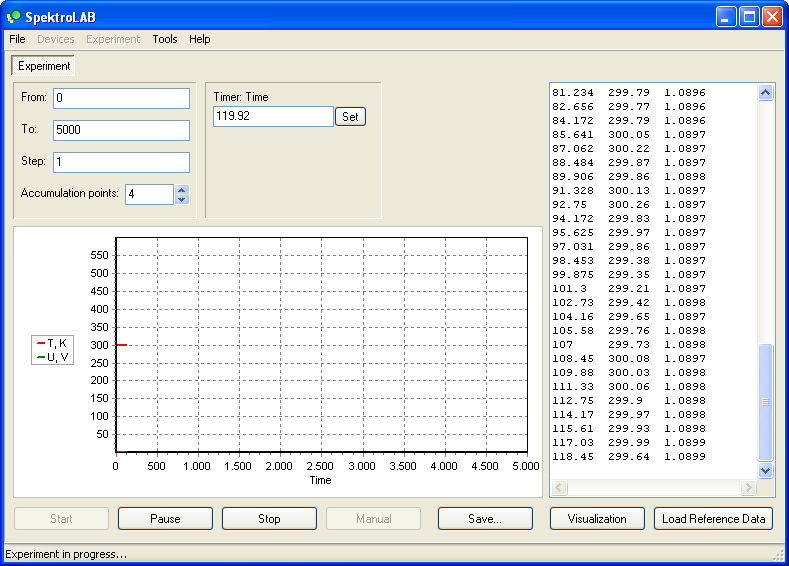 SpektroLAB
File Devices Experiment Tools Help
Experiment
From: 0
To: 5000
Step: 1
Accumulation points: 4
Timer: Time
119.92 Set
81.234 299.79 1.0896
82.656 299.77 1.0896
84.172 299.79 1.0896
85.641 300.05 1.0897
87.062 300.22 1.0897
88.484 299.87 1.0897
89.906 299.86 1.0898
91.328 300.13 1.0897
92.75 300.26 1.0897
94.172 299.83 1.0897
95.625 299.97 1.0897
97.031 299.86 1.0897
98.453 299.38 1.0897
99.875 299.35 1.0897
101.3 299.21 1.0897
102.73 299.42 1.0898
104.16 299.65 1.0897
105.58 299.76 1.0898
107 299.73 1.0898
108.45 300.08 1.0897
109.88 300.03 1.0898
111.33 300.06 1.0898
112.75 299.9 1.0898
114.17 299.97 1.0898
115.61 299.93 1.0898
117.03 299.99 1.0899
118.45 299.64 1.0899
550
500
450
400
350
300
250
200
150
100
50
T, K
U, V
0 500 1.000 1.500 2.000 2.500 3.000 3.500 4.000 4.500 5.000
Time
Start Pause Stop Manual Save... Visualization Load Reference Data
Experiment in progress...